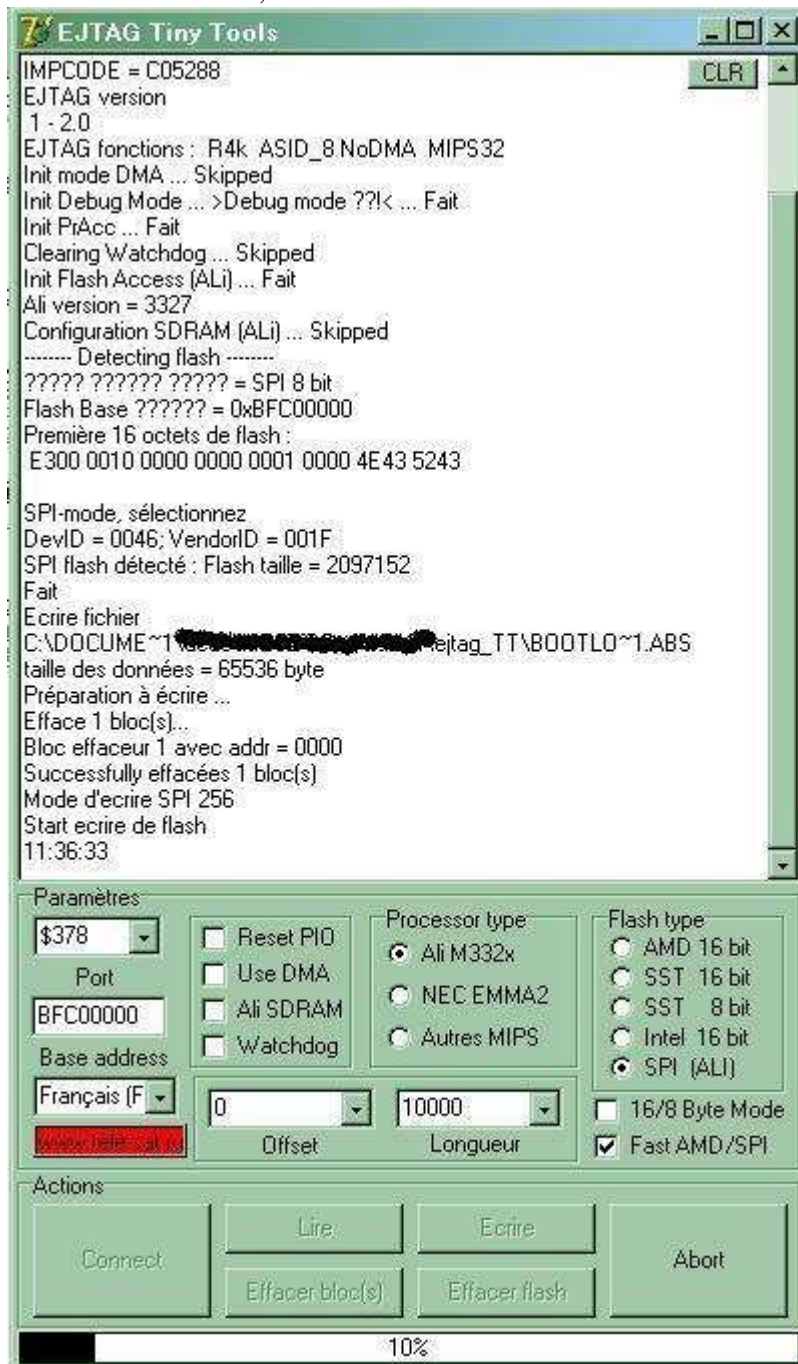 EJTAG Tiny Tools
IMPCODE = C05288
CLR
EJTAG version
1 - 2.0
EJTAG fonctions : R4k ASID_8 NoDMA MIPS32
Init mode DMA ... Skipped
Init Debug Mode ... >Debug mode ??!< ... Fait
Init PrAcc ... Fait
Clearing Watchdog ... Skipped
Init Flash Access (ALi) ... Fait
Ali version = 3327
Configuration SDRAM (ALi) ... Skipped
------- Detecting flash -------
????? ?????? ????? = SPI 8 bit
Flash Base ?????? = 0xBFC00000
Première 16 octets de flash :
E300 0010 0000 0000 0001 0000 4E43 5243
SPI-mode, sélectionnez
DevID = 0046; VendorID = 001F
SPI flash détecté : Flash taille = 2097152
Fait
Ecrire fichier
C:\DOCUME~1\ ejtag_TT\BOOTLO~1.ABS
taille des données = 65536 byte
Préparation à écrire ...
Efface 1 bloc(s)...
Bloc effaceur 1 avec addr = 0000
Successfully effacées 1 bloc(s)
Mode d'ecrire SPI 256
Start ecrire de flash
11:36:33
Paramètres
$378
Port
BFC00000
Base address
Français (F
Reset PIO
Use DMA
Ali SDRAM
Watchdog
Processor type
Ali M332x
NEC EMMA2
Autres MIPS
Flash type
AMD 16 bit
SST 16 bit
SST 8 bit
Intel 16 bit
SPI (ALI)
0
Offset
10000
Longueur
16/8 Byte Mode
Fast AMD/SPI
Actions
Connect
Lire
Ecrire
Effacer bloc(s)
Effacer flash
Abort
10%